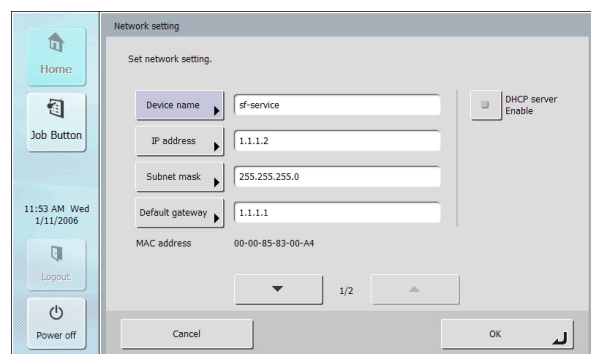 Network setting
Home
Set network setting.
Device name
sf-service
DHCP server
Enable
Job Button
IP address
1.1.1.2
Subnet mask
255.255.255.0
11:53 AM Wed
1/11/2006
Default gateway
1.1.1.1
MAC address
00-00-85-83-00-A4
Logout
1/2
Power off
Cancel
OK